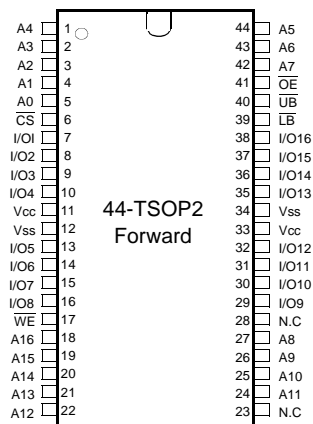 A4 1 44 A5
A3 2 43 A6
A2 3 42 A7
A1 4 41 OE
A0 5 40 UB
CS 6 39 LB
I/OI 7 38 I/O16
I/O2 8 37 I/O15
I/O3 9 36 I/O14
I/O4 10 35 I/O13
Vcc 11 34 Vss
44-TSOP2
Vss 12 33 Vcc
Forward
I/O5 13 32 I/O12
I/O6 14 31 I/O11
I/O7 15 30 I/O10
I/O8 16 29 I/O9
WE 17 28 N.C
A16 18 27 A8
A15 19 26 A9
A14 20 25 A10
A13 21 24 A11
A12 22 23 N.C